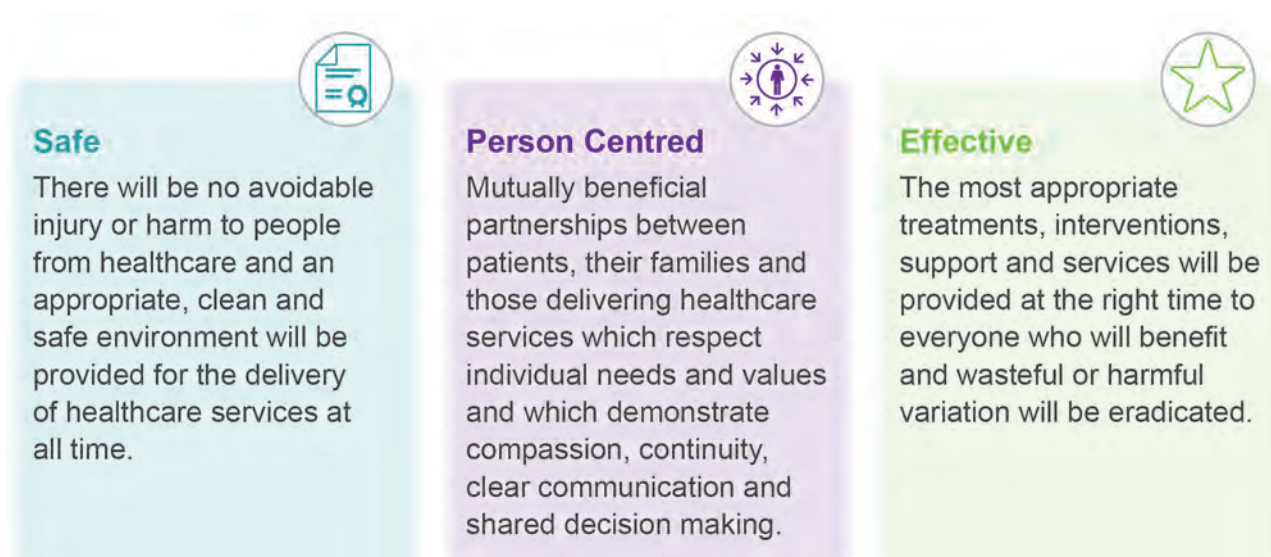 Safe
There will be no avoidable
injury or harm to people
from healthcare and an
appropriate, clean and
safe environment will be
provided for the delivery
of healthcare services at
all time.
Person Centred
Mutually beneficial
partnerships between
patients, their families and
those delivering healthcare
services which respect
individual needs and values
and which demonstrate
compassion, continuity,
clear communication and
shared decision making.
Effective
The most appropriate
treatments, interventions,
support and services will be
provided at the right time to
everyone who will benefit
and wasteful or harmful
variation will be eradicated.